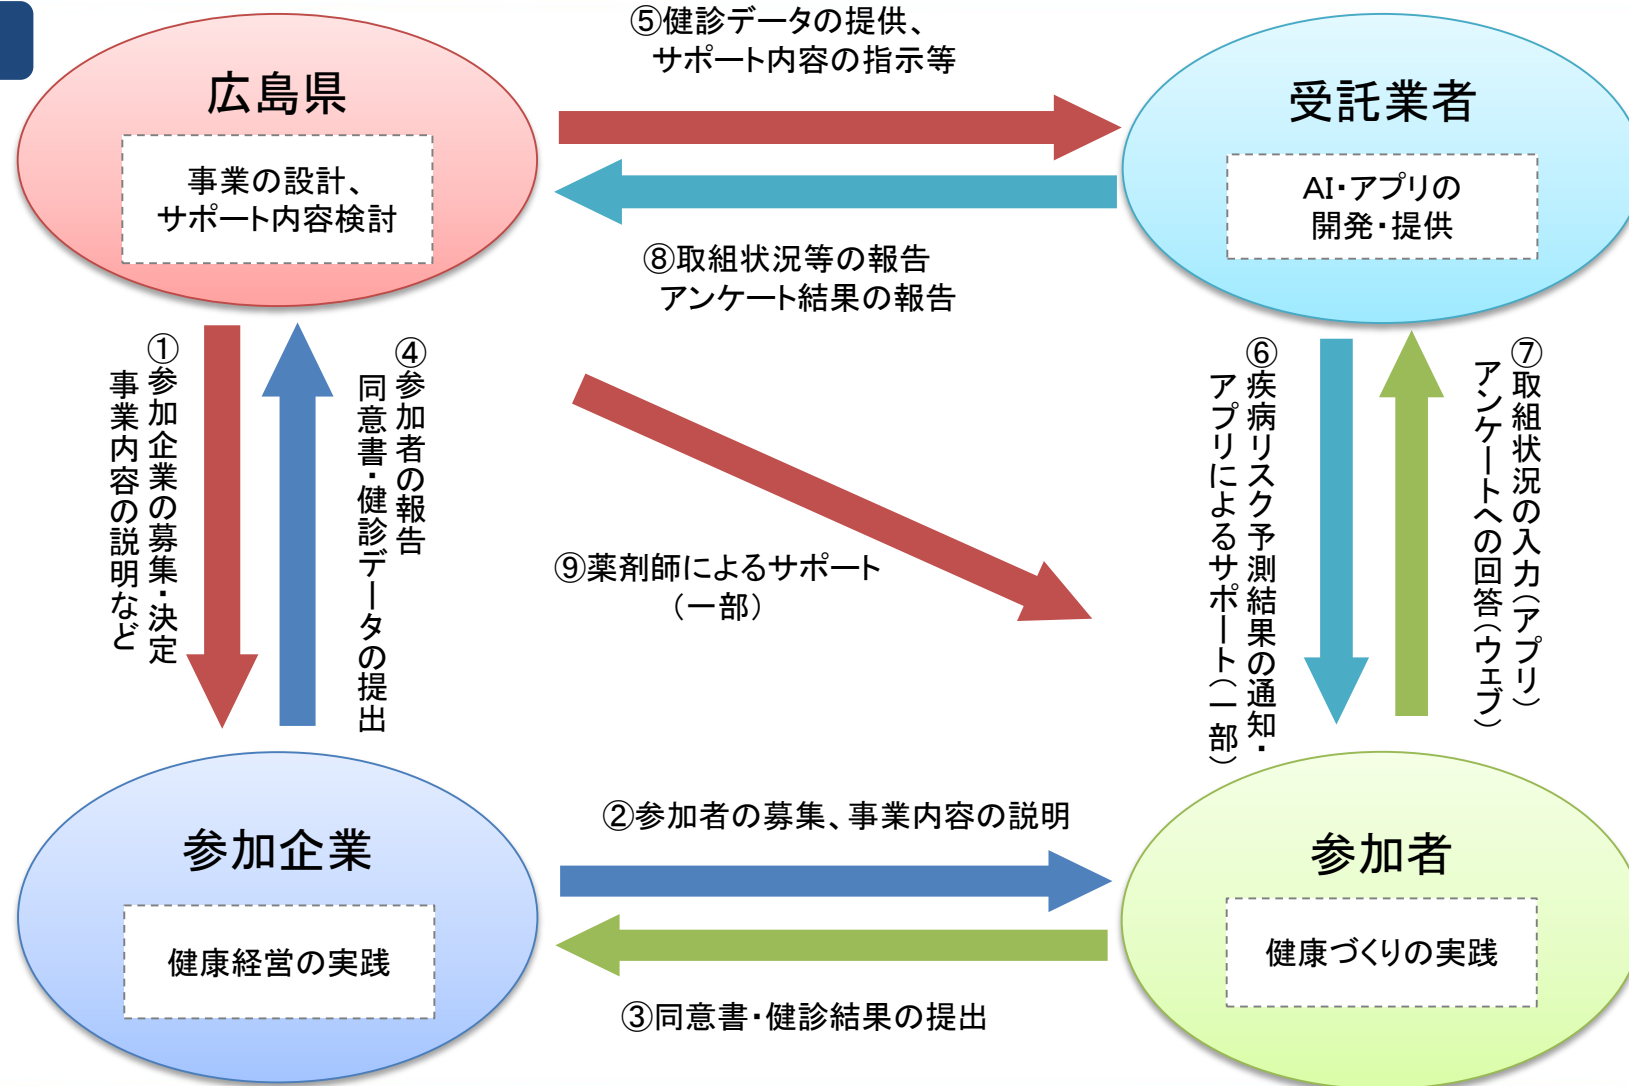 ⑤健診データの提供、
サポート内容の指示等
広島県
事業の設計、
サポート内容検討
受託業者
AI・アプリの
開発・提供
⑧取組状況等の報告
アンケート結果の報告
①参加企業の募集・決定
事業内容の説明など
④参加者の報告
同意書・健診データの提出
⑨薬剤師によるサポート
（一部）
⑥疾病リスク予測結果の通知・
アプリによるサポート（一部）
⑦取組状況の入力（アプリ）
アンケートへの回答（ウェブ）
参加企業
健康経営の実践
②参加者の募集、事業内容の説明
③同意書・健診結果の提出
参加者
健康づくりの実践